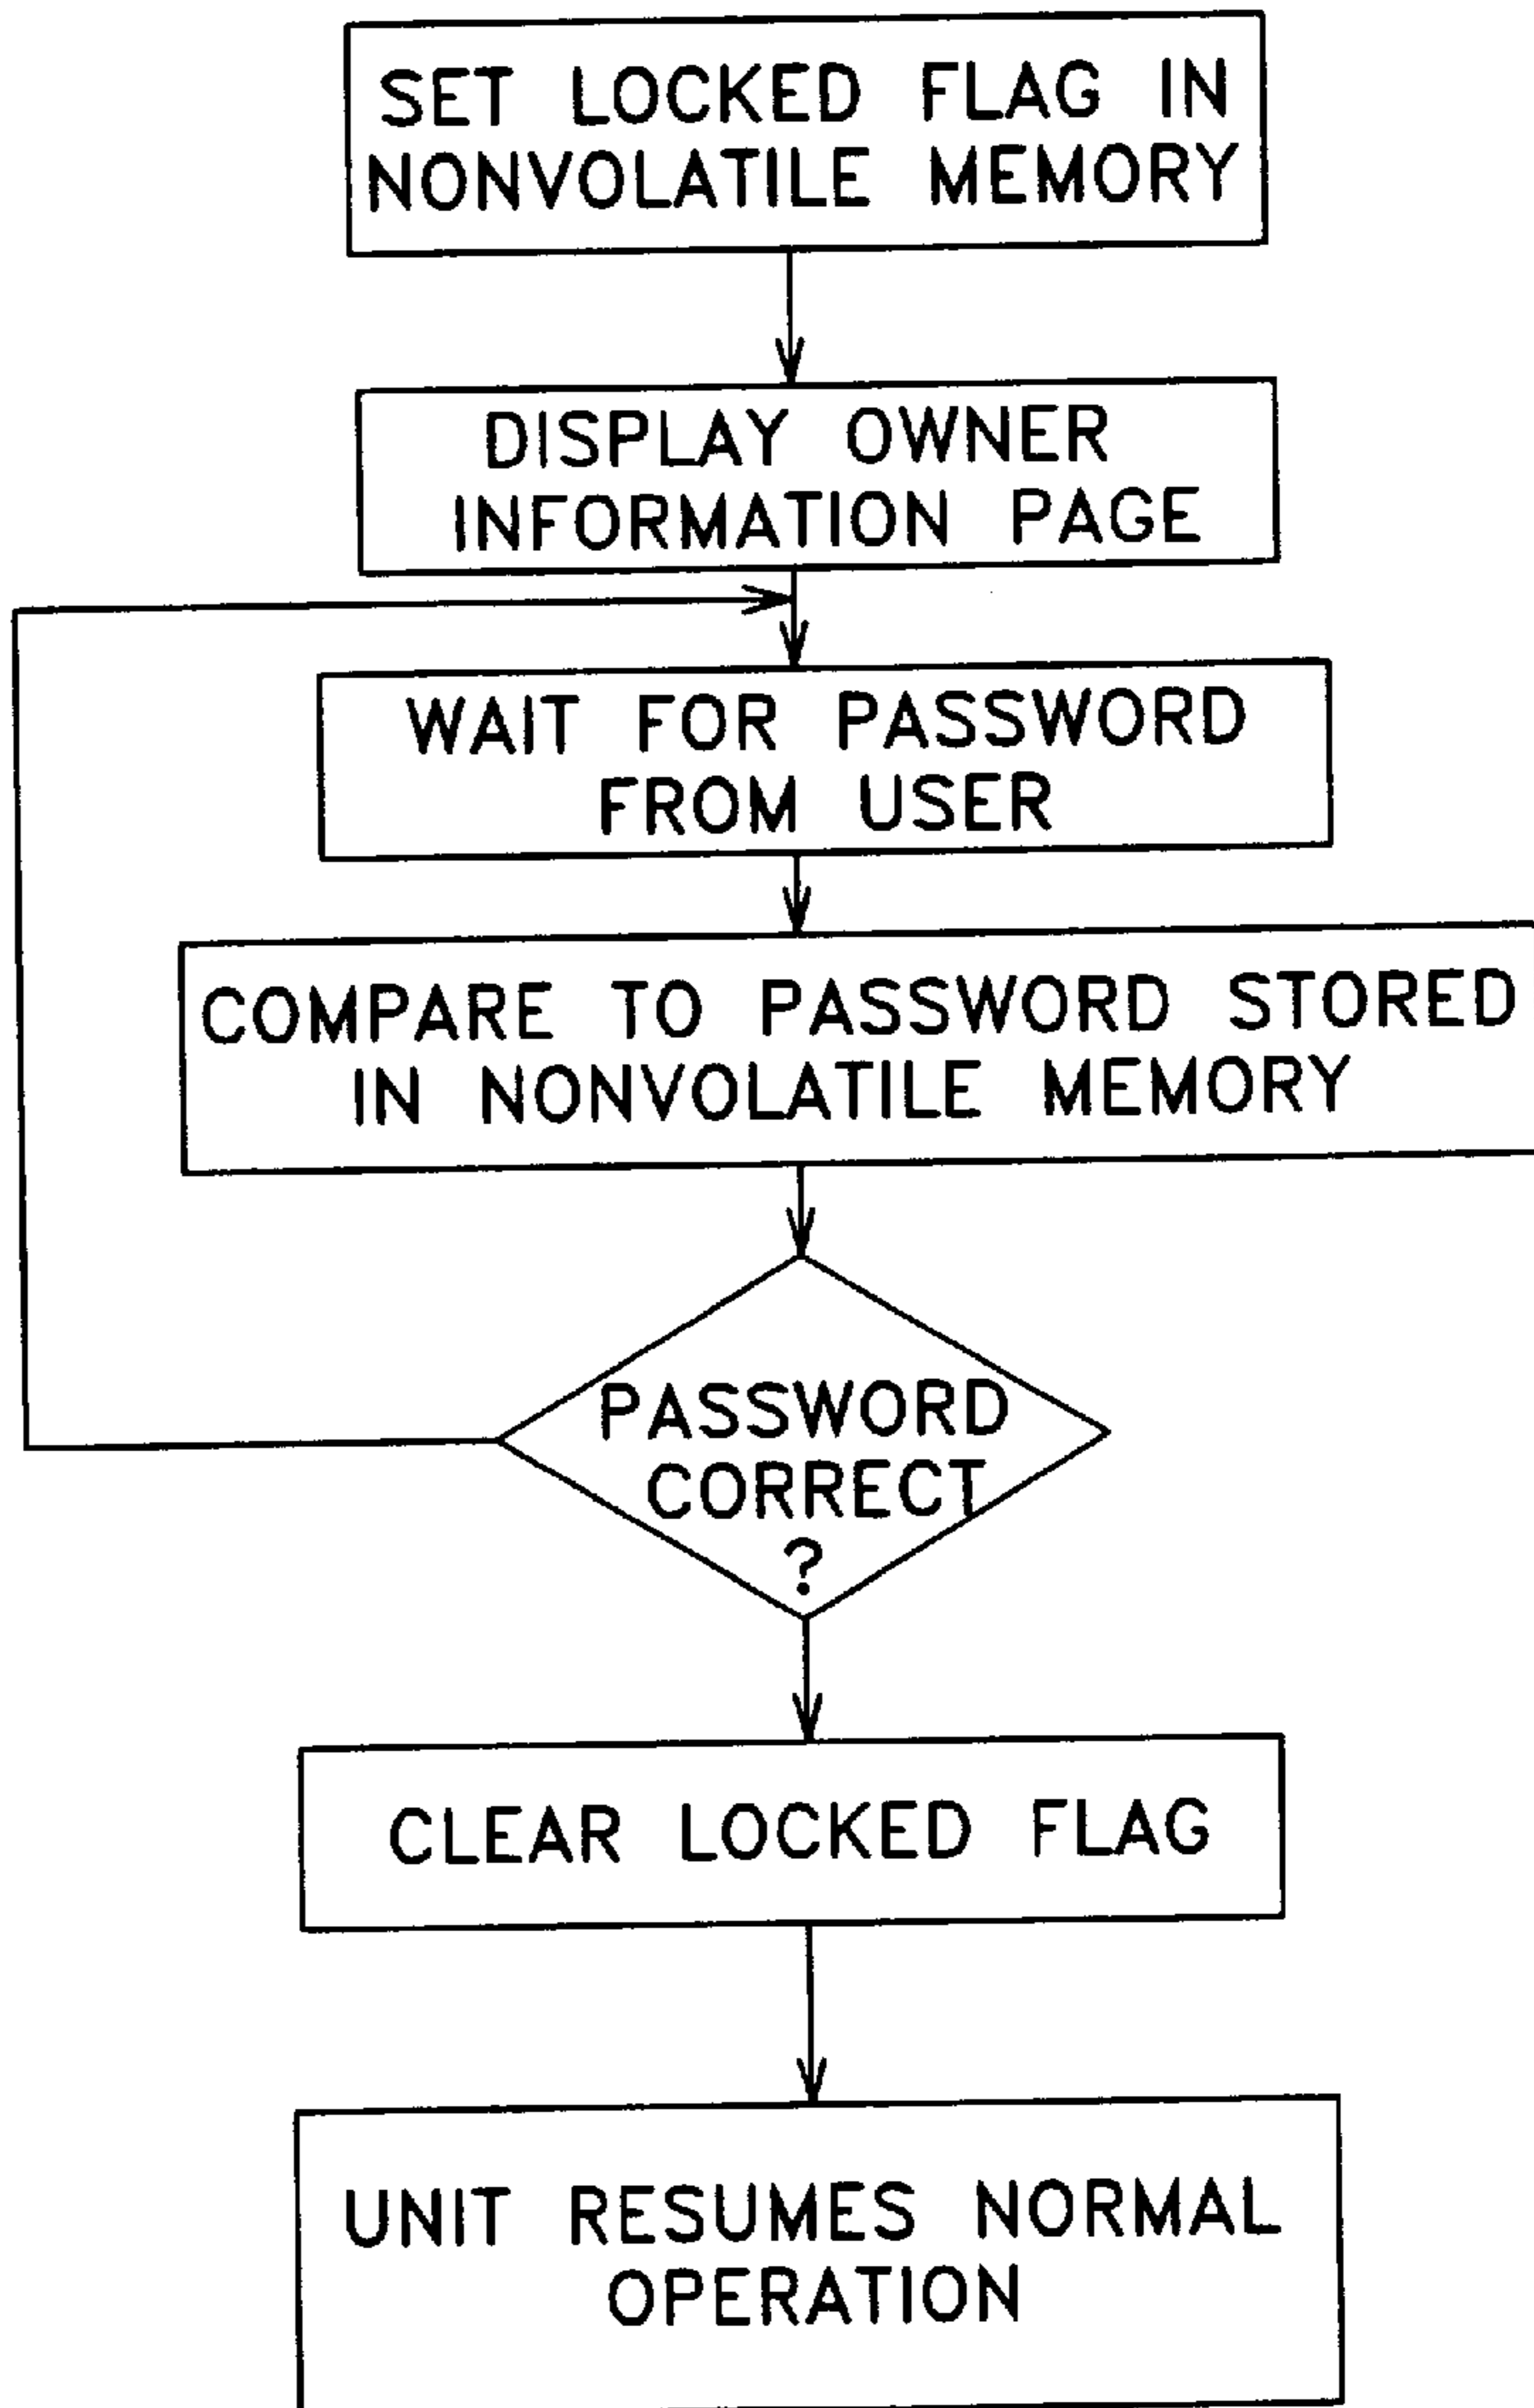 SET LOCKED FLAG IN
NONVOLATILE MEMORY
DISPLAY OWNER
INFORMATION PAGE
WAIT FOR PASSWORD
FROM USER
COMPARE TO PASSWORD STORED
IN NONVOLATILE MEMORY
PASSWORD
CORRECT
?
CLEAR LOCKED FLAG
UNIT RESUMES NORMAL
OPERATION